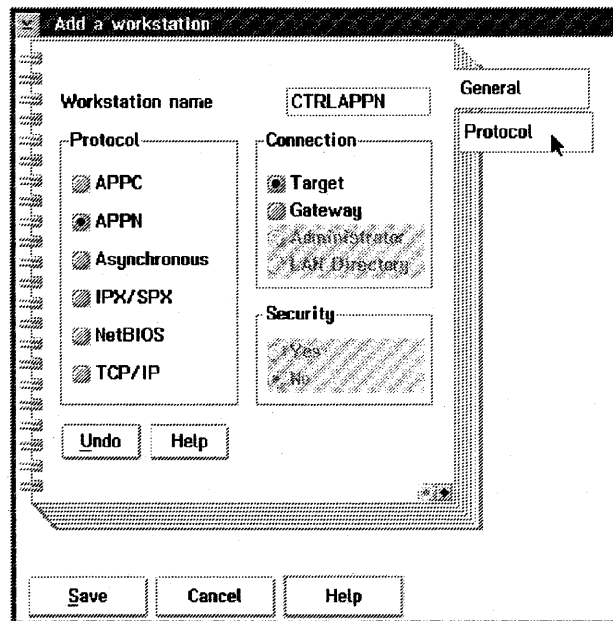 Add a workstation
General
Workstation name CTRLAPPN
Protocol
Protocol
Connection
APPC
Target
APPN
Gateway
Administrator
Asynchronous
LAN Directory
IPX/SPX
Security
NetBIOS
Yes
TCP/IP
No
Undo Help
Save Cancel Help